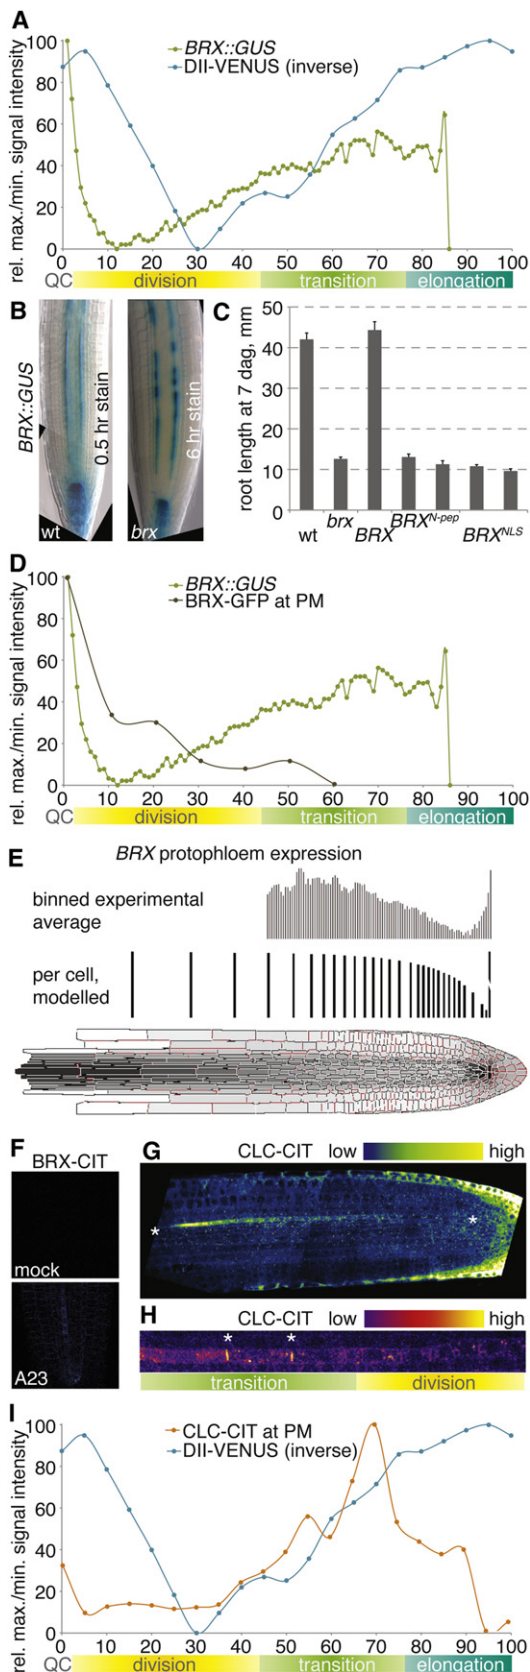 A
rel. max./min. signal intensity
BRX::GUS
DII-VENUS (inverse)
100
80
60
40
20
0
0 10 20 30 40 50 60 70 80 90 100
QC division transition elongation
B
BRX::GUS
0.5 hr stain
wt
6 hr stain
brx
C
root length at 7 dag, mm
50
40
30
20
10
0
wt brx BRX BRX^N-pep BRX^NLS
D
rel. max./min. signal intensity
BRX::GUS
BRX-GFP at PM
100
80
60
40
20
0
0 10 20 30 40 50 60 70 80 90 100
QC division transition elongation
E
BRX protophloem expression
binned experimental
average
per cell,
modelled
F
BRX-CIT
mock
A23
G
CLC-CIT low high
*
*
H
CLC-CIT low high
* *
transition division
I
rel. max./min. signal intensity
CLC-CIT at PM
DII-VENUS (inverse)
100
80
60
40
20
0
0 10 20 30 40 50 60 70 80 90 100
QC division transition elongation